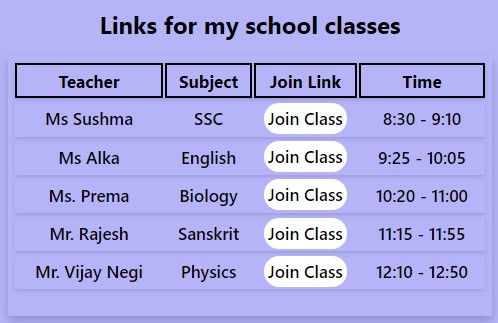 Links for my school classes
Teacher Subject Join Link Time
Ms Sushma SSC Join Class 8:30 - 9:10
Ms Alka English Join Class 9:25 - 10:05
Ms. Prema Biology Join Class 10:20 - 11:00
Mr. Rajesh Sanskrit Join Class 11:15 - 11:55
Mr. Vijay Negi Physics Join Class 12:10 - 12:50